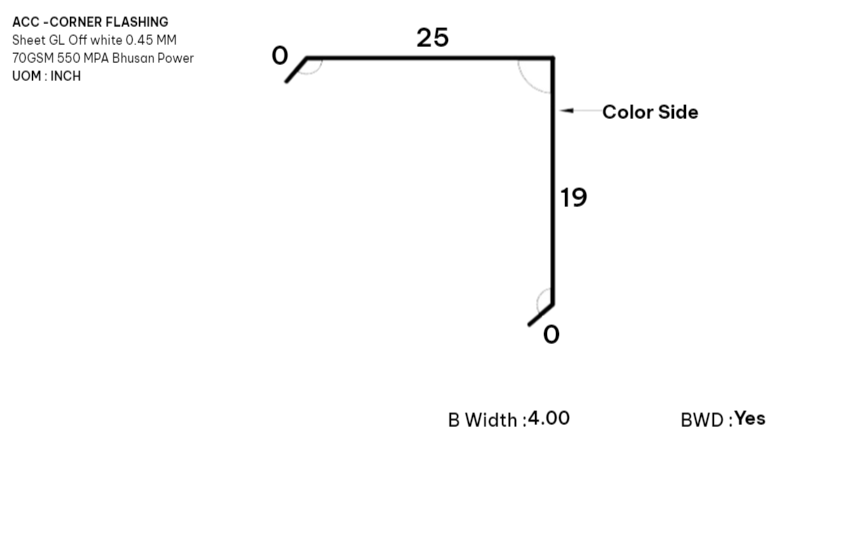 ACC -CORNER FLASHING
Sheet GL Off white 0.45 MM
70GSM 550 MPA Bhusan Power
UOM : INCH
25
0
Color Side
19
0
B Width :4.00
BWD :Yes